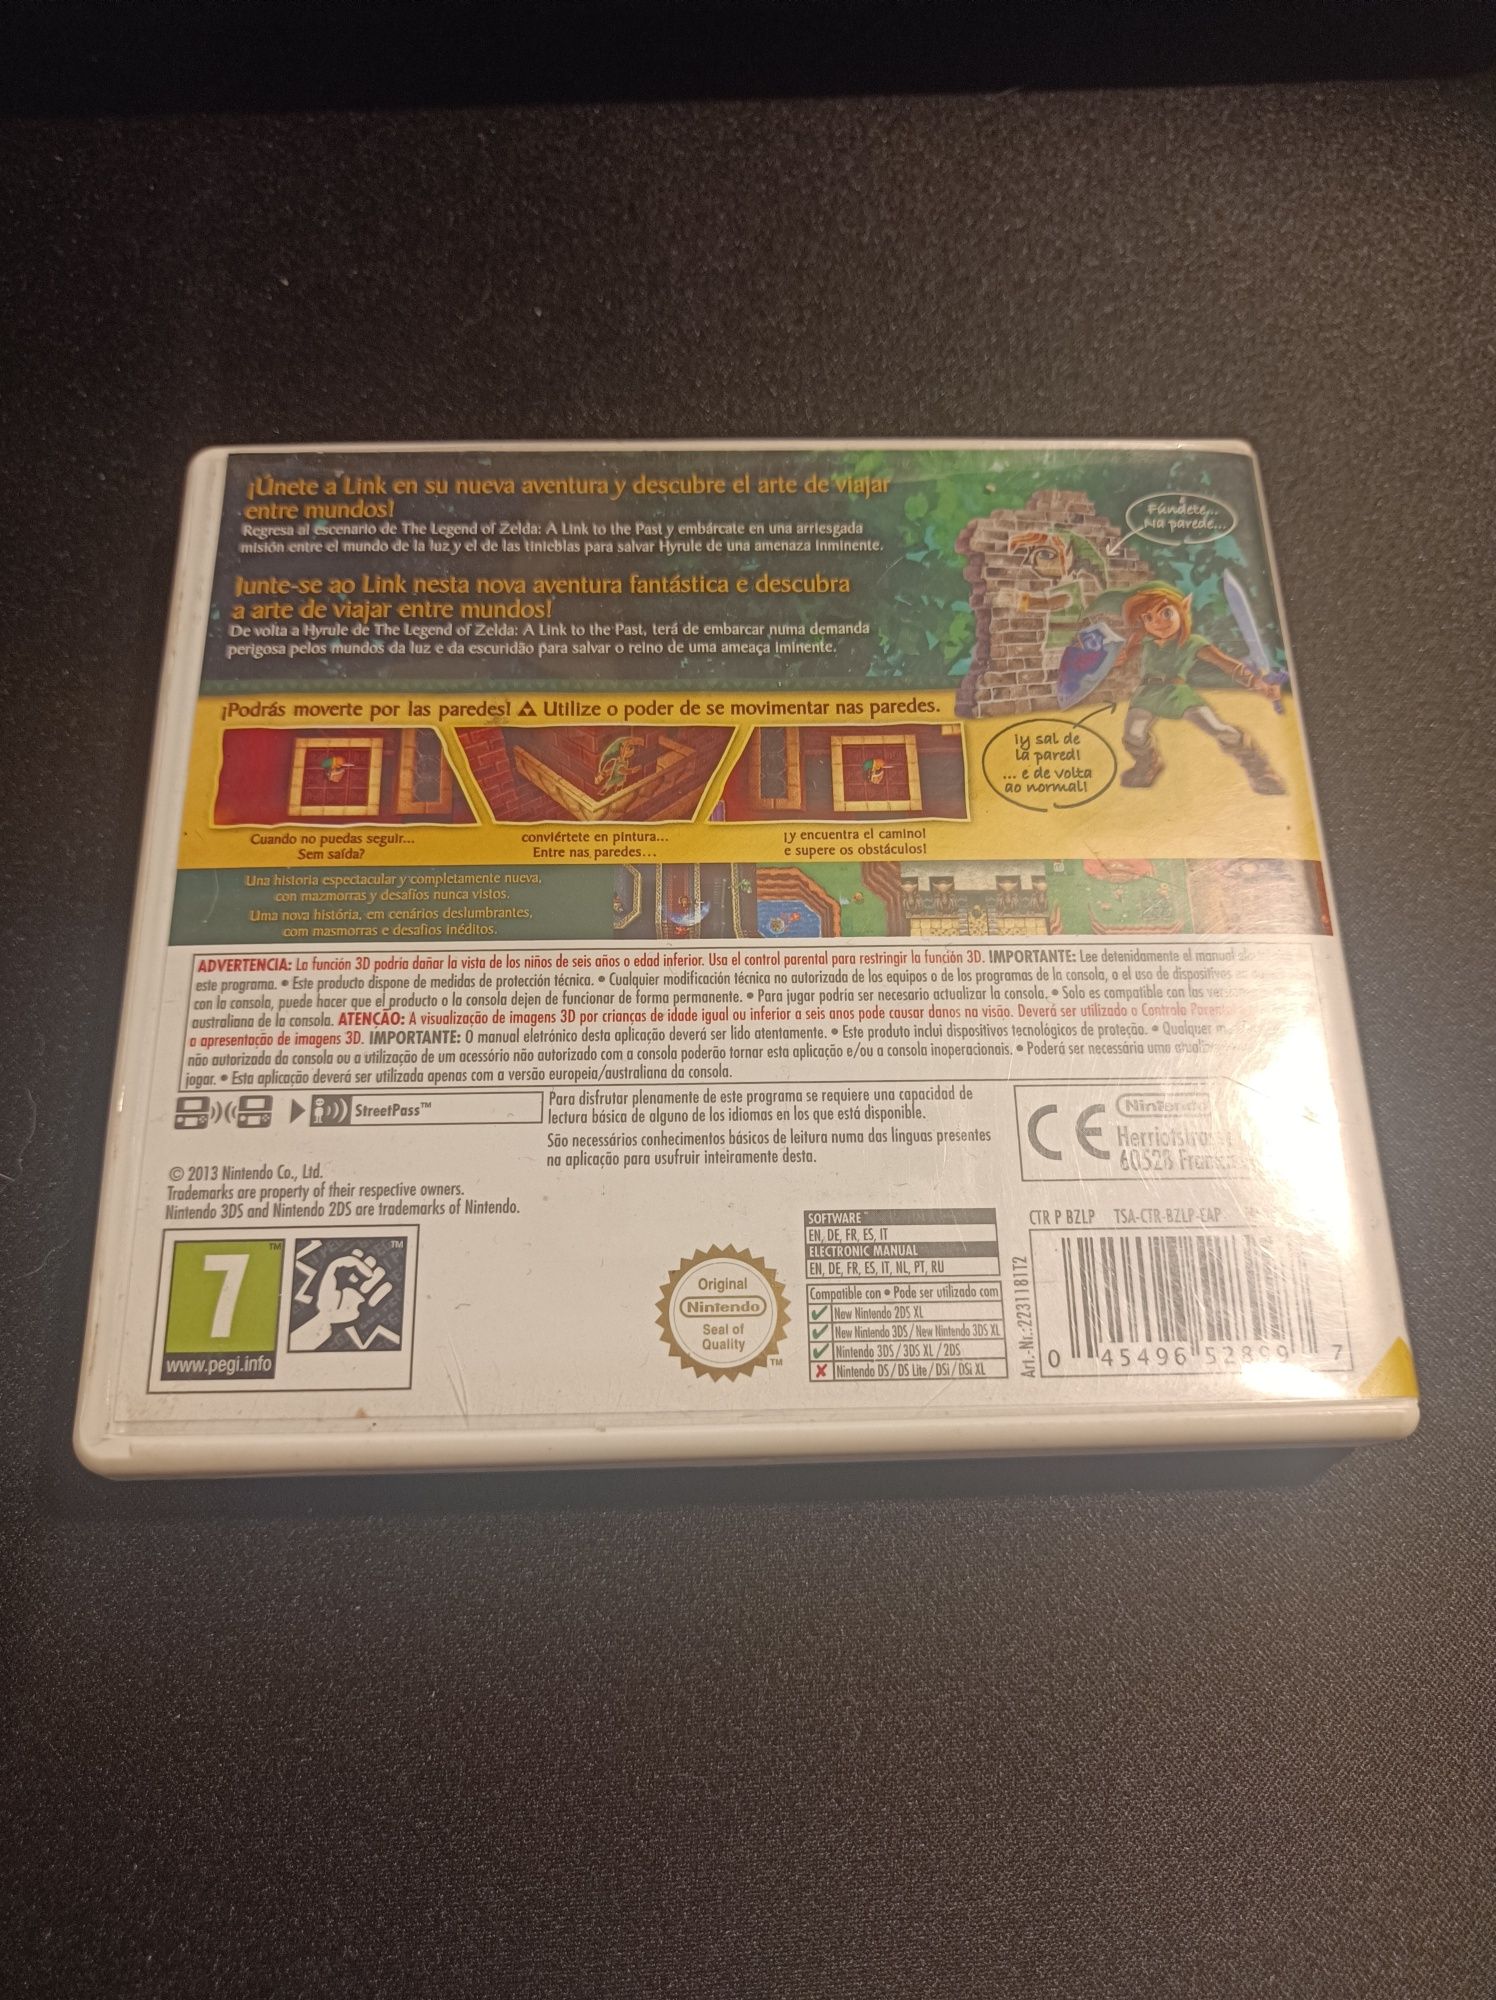 ¡Únete a Link en su nueva aventura y descubre el arte de viajar
entre mundos!
Regresa al escenario de The Legend of Zelda: A Link to the Past y embárcate en una arriesgada
misión entre el mundo de la luz y el de las tinieblas para salvar Hyrule de una amenaza inminente.
Junte-se ao Link nesta nova aventura fantástica e descubra
a arte de viajar entre mundos!
De volta a Hyrule de The Legend of Zelda: A Link to the Past, terá de embarcar numa demanda
perigosa pelos mundos da luz e da escuridão para salvar o reino de uma ameaça iminente.
Fúndete...
Na parede...
¡Podrás moverte por las paredes! Utilize o poder de se movimentar nas paredes.
¡y sal de
la pared!
... e de volta
ao normal!
Cuando no puedas seguir...
Sem saída?
conviértete en pintura...
Entre nas paredes...
¡y encuentra el camino!
e supere os obstáculos!
Una historia espectacular y completamente nueva,
con mazmorras y desafíos nunca vistos.
Uma nova história, em cenários deslumbrantes,
com masmorras e desafios inéditos.
ADVERTENCIA: La función 3D podría dañar la vista de los niños de seis años o edad inferior. Usa el control parental para restringir la función 3D. IMPORTANTE: Lee detenidamente el manual
este programa. • Este producto dispone de medidas de protección técnica. • Cualquier modificación técnica no autorizada de los equipos o de los programas de la consola, o el uso de dispositivos
con la consola, puede hacer que el producto o la consola dejen de funcionar de forma permanente. • Para jugar podría ser necesario actualizar la consola. • Solo es compatible con las
australiana de la consola. ATENÇÃO: A visualização de imagens 3D por crianças de idade igual ou inferior a seis anos pode causar danos na visão. Deverá ser utilizado o Controlo
a apresentação de imagens 3D. IMPORTANTE: O manual eletrónico desta aplicação deverá ser lido atentamente. • Este produto inclui dispositivos tecnológicos de proteção. • Qualquer
não autorizada da consola ou a utilização de um acessório não autorizado com a consola poderão tornar esta aplicação e/ou a consola inoperacionais. • Poderá ser necessária uma
jogar. • Esta aplicação deverá ser utilizada apenas com a versão europeia/australiana da consola.
StreetPass™
Para disfrutar plenamente de este programa se requiere una capacidad de
lectura básica de alguno de los idiomas en los que está disponible.
São necessários conhecimentos básicos de leitura numa das línguas presentes
na aplicação para usufruir inteiramente desta.
CE
Nintendo
60528
© 2013 Nintendo Co., Ltd.
Trademarks are property of their respective owners.
Nintendo 3DS and Nintendo 2DS are trademarks of Nintendo.
7
TM
www.pegi.info
TM
Original
Nintendo
Seal of
Quality
TM
SOFTWARE
EN, DE, FR, ES, IT
ELECTRONIC MANUAL
EN, DE, FR, ES, IT, NL, PT, RU
Compatible con • Pode ser utilizado com
New Nintendo 2DS XL
New Nintendo 3DS / New Nintendo 3DS XL
Nintendo 3DS / 3DS XL / 2DS
Nintendo DS / DS Lite / DSi / DSi XL
CTR P BZLP TSA-CTR-BZLP-EAP
Art.-Nr.:2231181T2
0 45496 52899 7